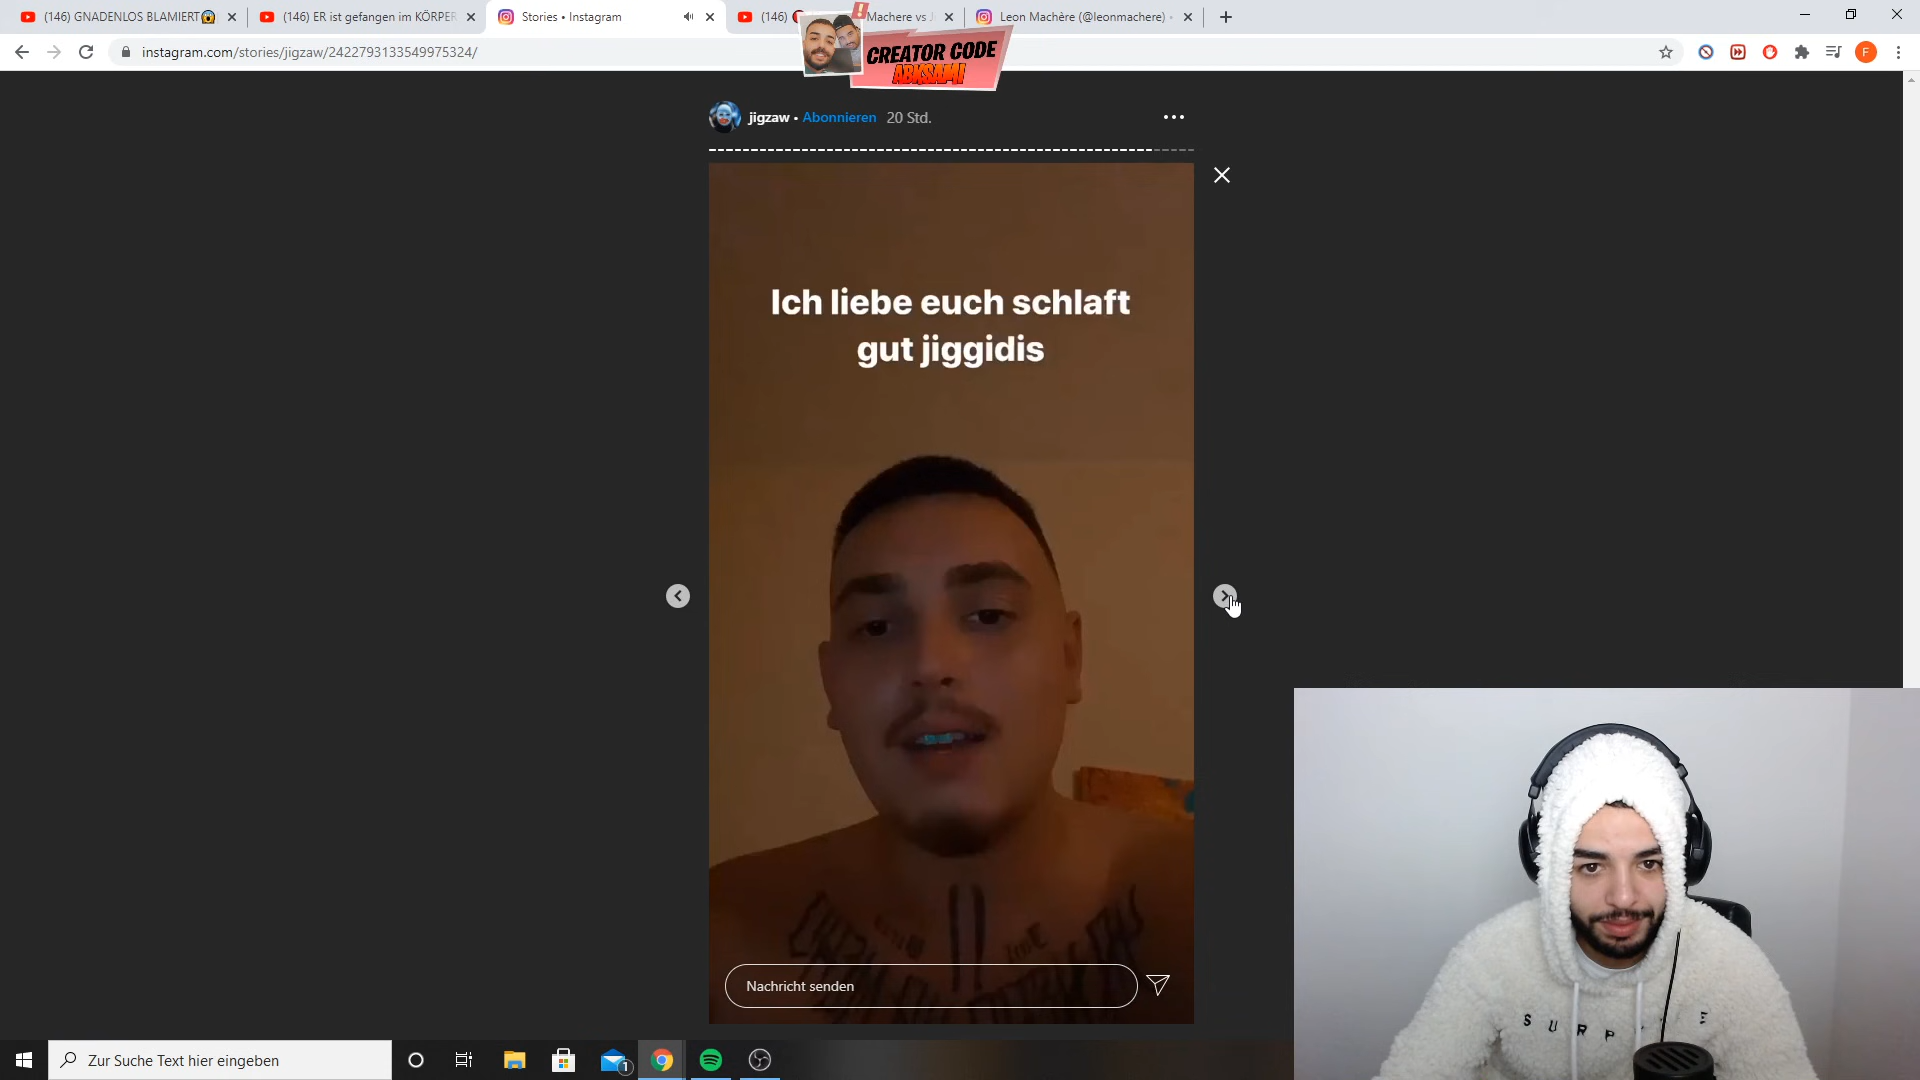 (146) GNADENLOS BLAMIERT😱
(146) ER ist gefangen im KÖRPER
Stories • Instagram
(146)
Machere vs J
Leon Machère (@leonmachere) •
instagram.com/stories/jigzaw/2422793133549975324/
F
CREATOR CODE
ABKSAMI
jigzaw • Abonnieren 20 Std.
Ich liebe euch schlaft
gut jiggidis
Nachricht senden
Zur Suche Text hier eingeben
1